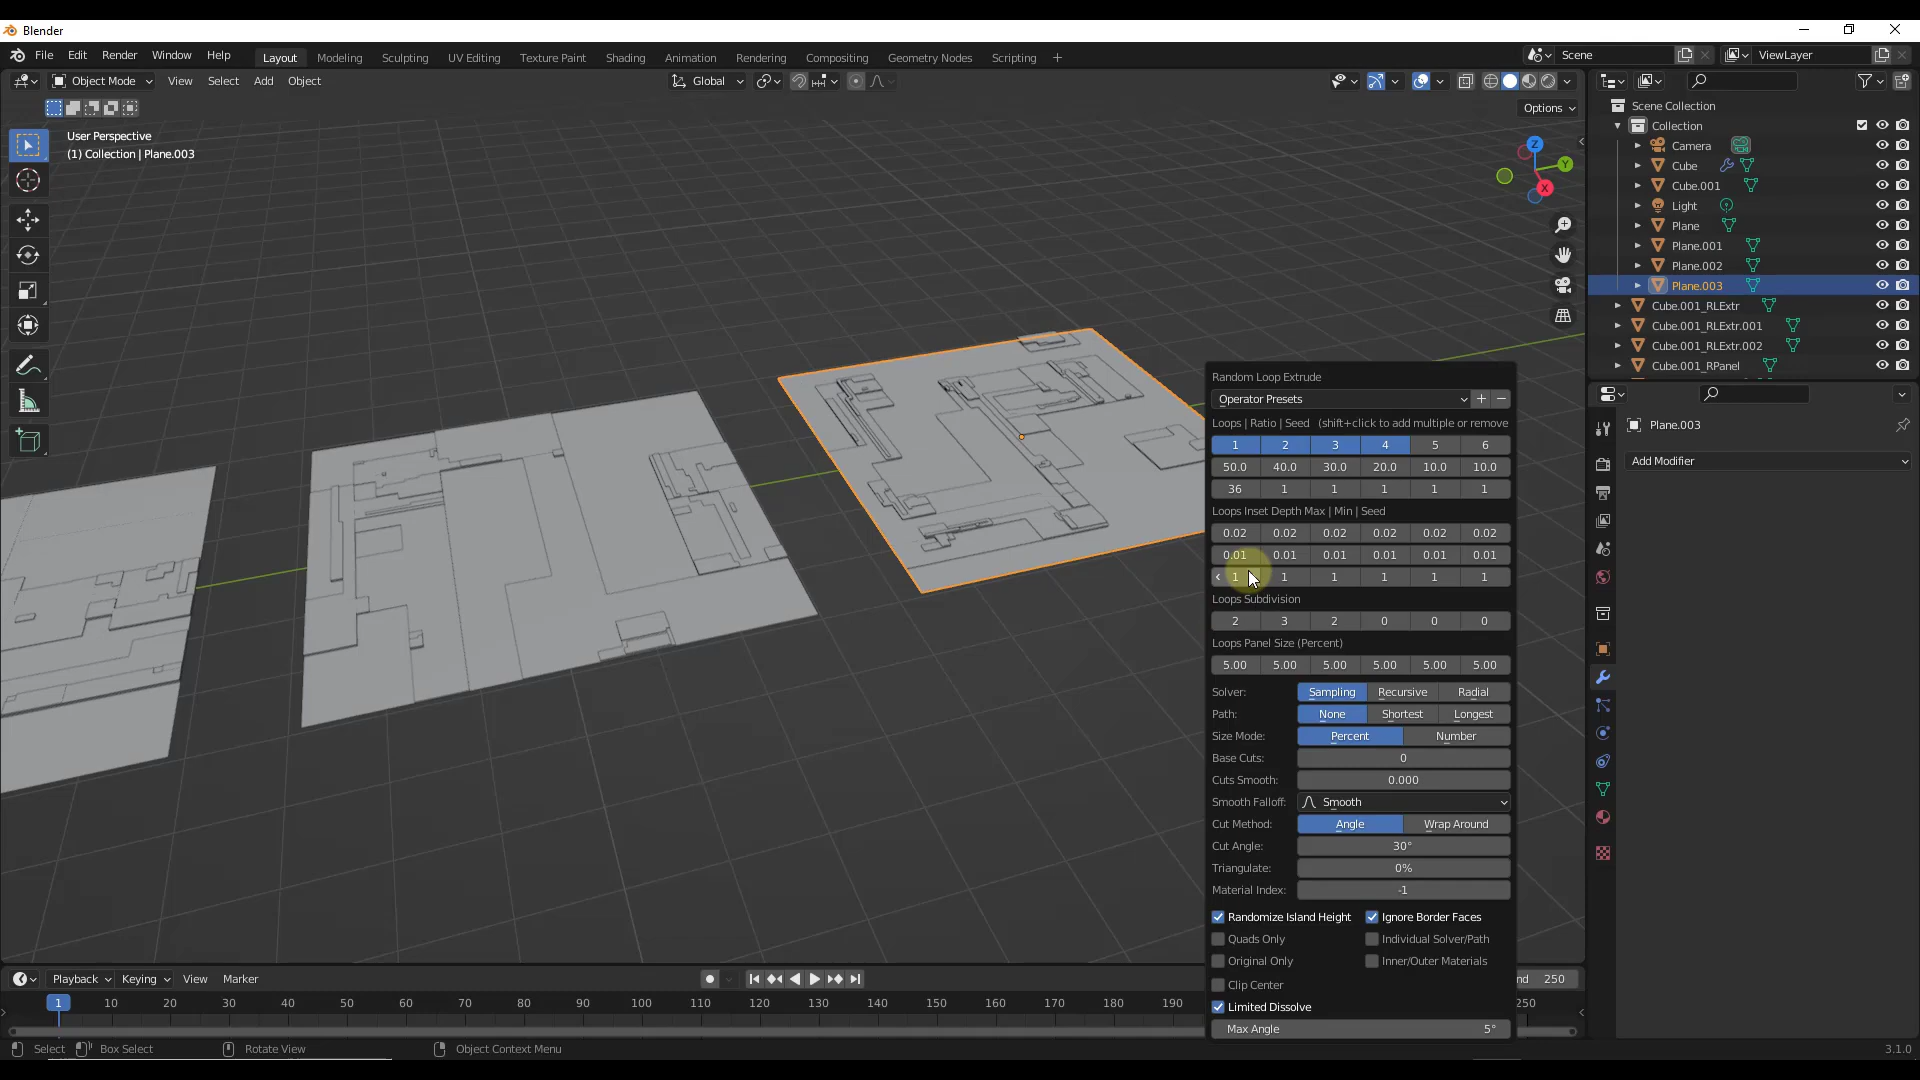 Blender
File Edit Render Window Help Layout Modeling Sculpting UV Editing Texture Paint Shading Animation Rendering Compositing Geometry Nodes Scripting + Scene ViewLayer
Object Mode View Select Add Object Global
Options
User Perspective
(1) Collection | Plane.003
Z
Y
X
Scene Collection
Collection
Camera
Cube
Cube.001
Light
Plane
Plane.001
Plane.002
Plane.003
Cube.001_RLExtr
Cube.001_RLExtr.001
Cube.001_RLExtr.002
Cube.001_RPanel
Plane.003
Add Modifier
Random Loop Extrude
Operator Presets + −
Loops | Ratio | Seed (shift+click to add multiple or remove
1 2 3 4 5 6
50.0 40.0 30.0 20.0 10.0 10.0
36 1 1 1 1 1
Loops Inset Depth Max | Min | Seed
0.02 0.02 0.02 0.02 0.02 0.02
0.01 0.01 0.01 0.01 0.01 0.01
1 1 1 1 1 1
Loops Subdivision
2 3 2 0 0 0
Loops Panel Size (Percent)
5.00 5.00 5.00 5.00 5.00 5.00
Solver: Sampling Recursive Radial
Path: None Shortest Longest
Size Mode: Percent Number
Base Cuts: 0
Cuts Smooth: 0.000
Smooth Falloff: Smooth
Cut Method: Angle Wrap Around
Cut Angle: 30°
Triangulate: 0%
Material Index: -1
Randomize Island Height Ignore Border Faces
Quads Only Individual Solver/Path
Original Only Inner/Outer Materials
Clip Center
Limited Dissolve
Max Angle 5°
Playback Keying View Marker nd 250
1 10 20 30 40 50 60 70 80 90 100 110 120 130 140 150 160 170 180 190 250
Select Box Select Rotate View Object Context Menu 3.1.0